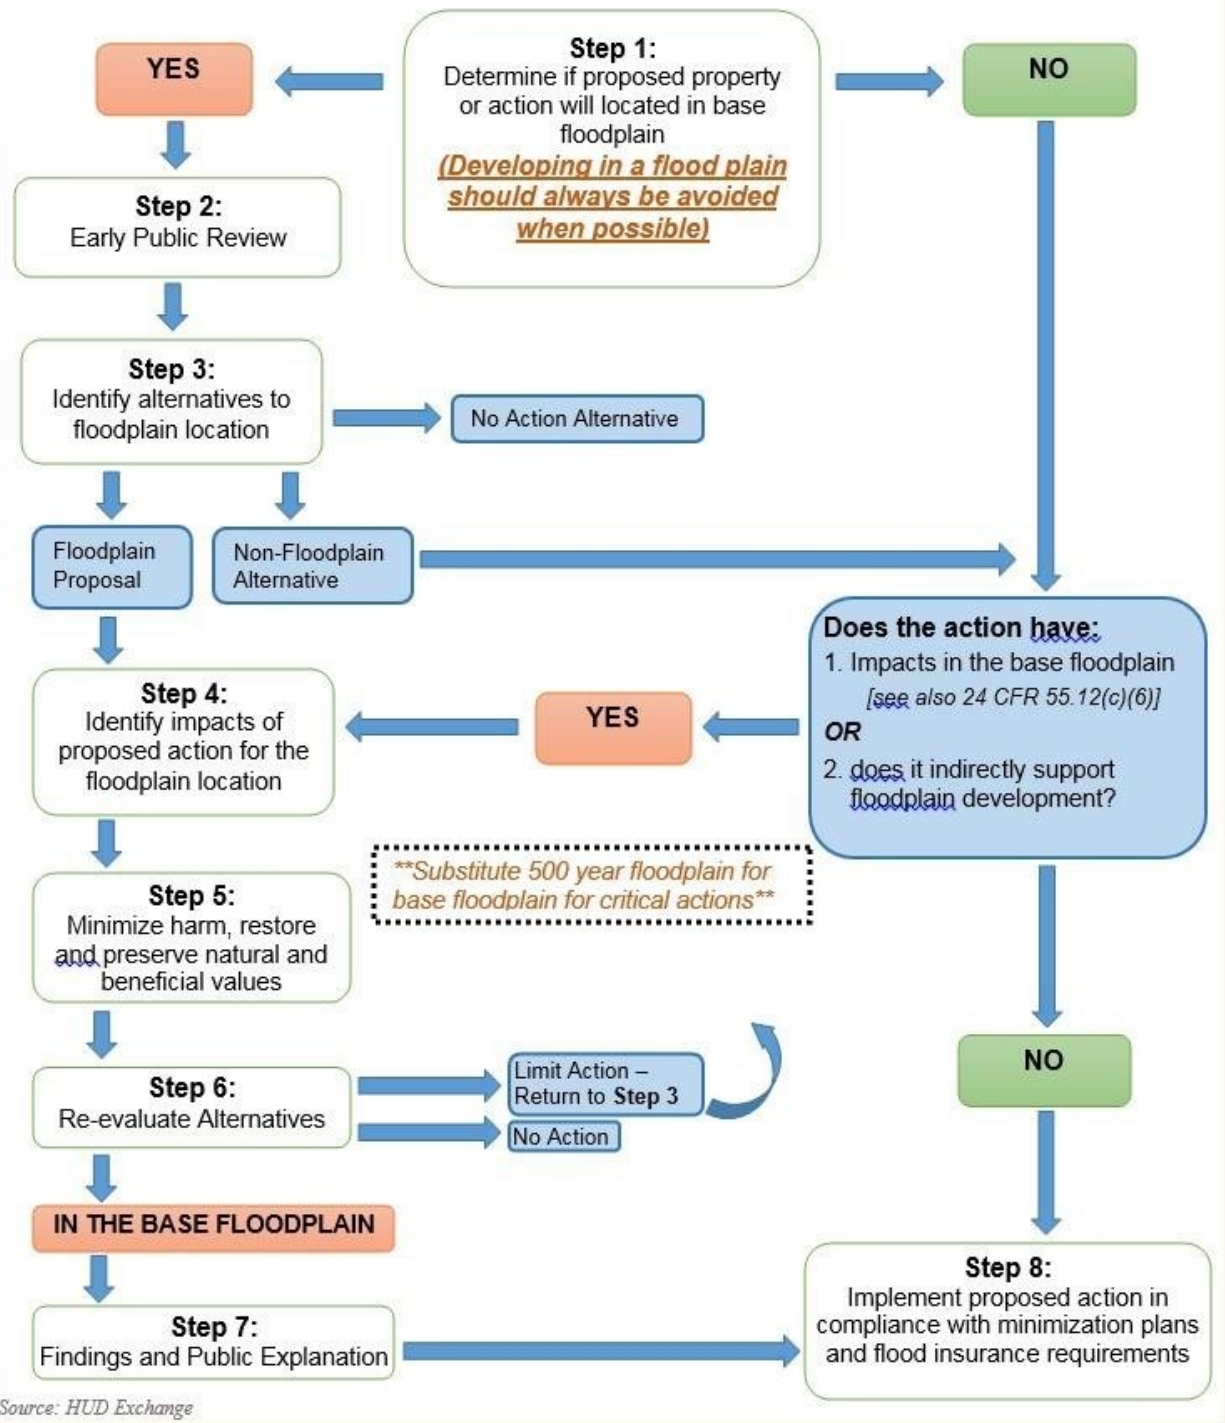 YES
Step 1:
Determine if proposed property
or action will located in base
floodplain
(Developing in a flood plain
should always be avoided
when possible)
NO
Step 2:
Early Public Review
Step 3:
Identify alternatives to
floodplain location
No Action Alternative
Floodplain
Proposal
Non-Floodplain
Alternative
Does the action have:
1. Impacts in the base floodplain
[see also 24 CFR 55.12(c)(6)]
OR
2. does it indirectly support
floodplain development?
YES
Step 4:
Identify impacts of
proposed action for the
floodplain location
**Substitute 500 year floodplain for
base floodplain for critical actions**
Step 5:
Minimize harm, restore
and preserve natural and
beneficial values
NO
Step 6:
Re-evaluate Alternatives
Limit Action –
Return to Step 3
No Action
IN THE BASE FLOODPLAIN
Step 7:
Findings and Public Explanation
Step 8:
Implement proposed action in
compliance with minimization plans
and flood insurance requirements
Source: HUD Exchange